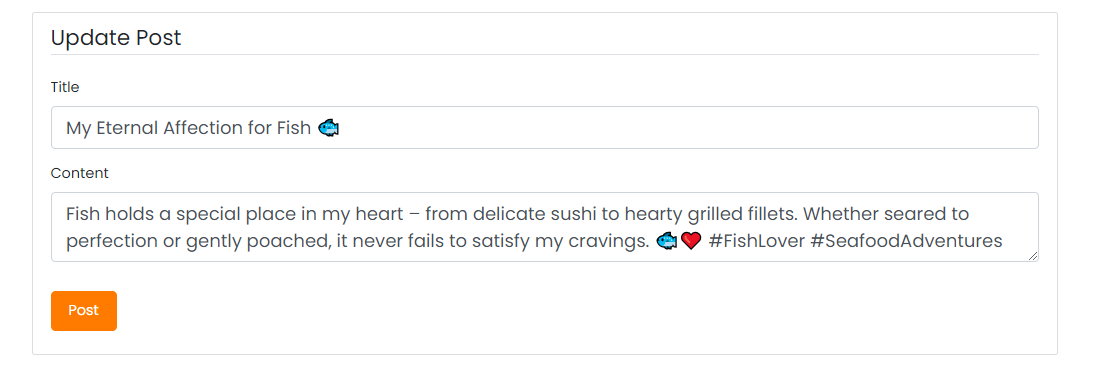 Update Post
Title
My Eternal Affection for Fish 🐟
Content
Fish holds a special place in my heart – from delicate sushi to hearty grilled fillets. Whether seared to
perfection or gently poached, it never fails to satisfy my cravings. 🐟❤️ #FishLover #SeafoodAdventures
Post